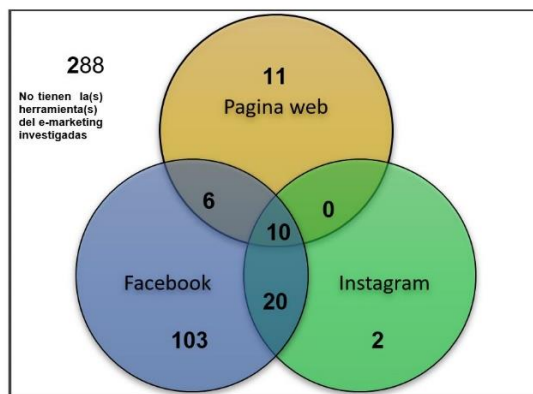 288
No tienen la(s)
herramienta(s)
del e-marketing
investigadas
11
Pagina web
6
0
10
Facebook
20
Instagram
103
2